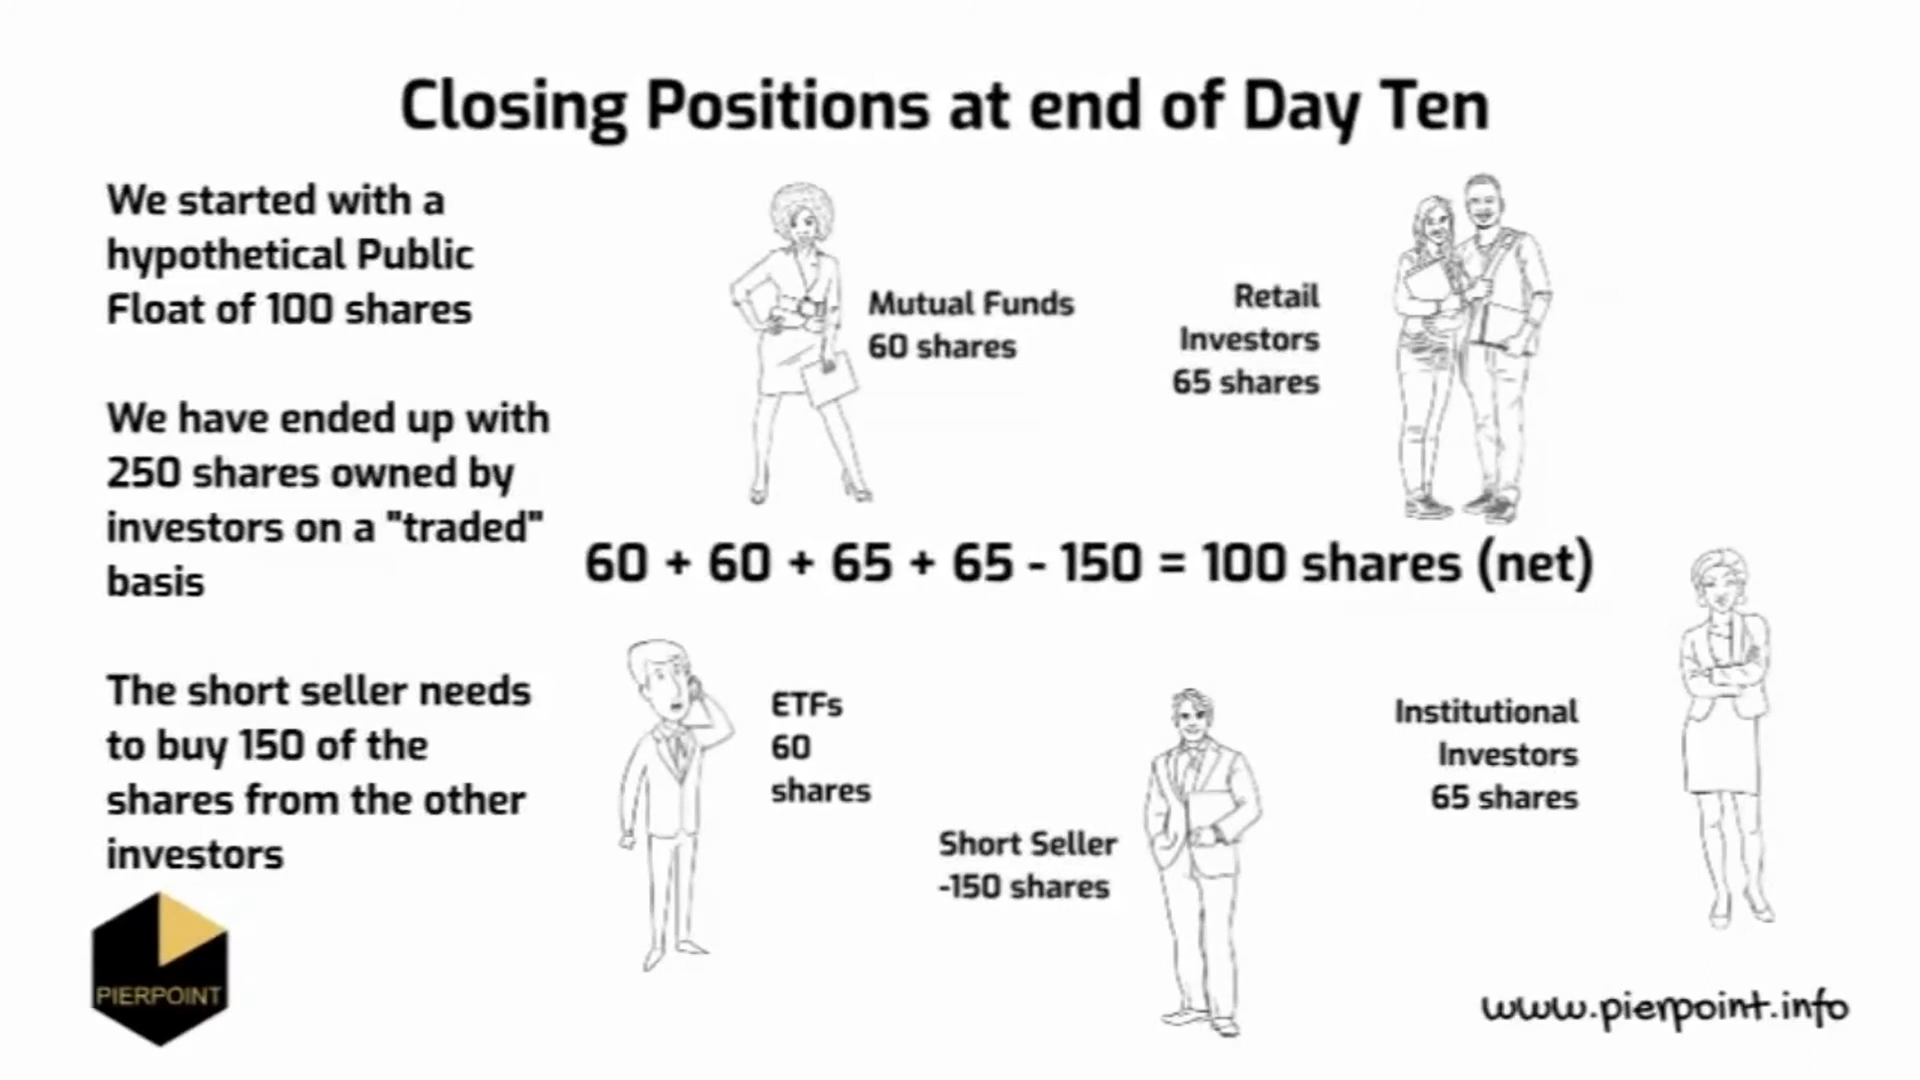 Closing Positions at end of Day Ten
We started with a
hypothetical Public
Float of 100 shares
We have ended up with
250 shares owned by
investors on a "traded"
basis
The short seller needs
to buy 150 of the
shares from the other
investors
Mutual Funds
60 shares
Retail
Investors
65 shares
60 + 60 + 65 + 65 - 150 = 100 shares (net)
ETFs
60
shares
Short Seller
-150 shares
Institutional
Investors
65 shares
PIERPOINT
www.pierpoint.info